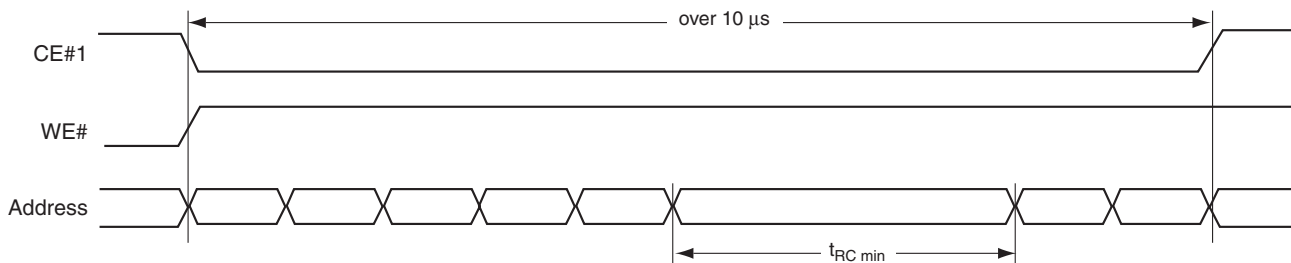 over 10 μs
CE#1
WE#
Address
tRC min